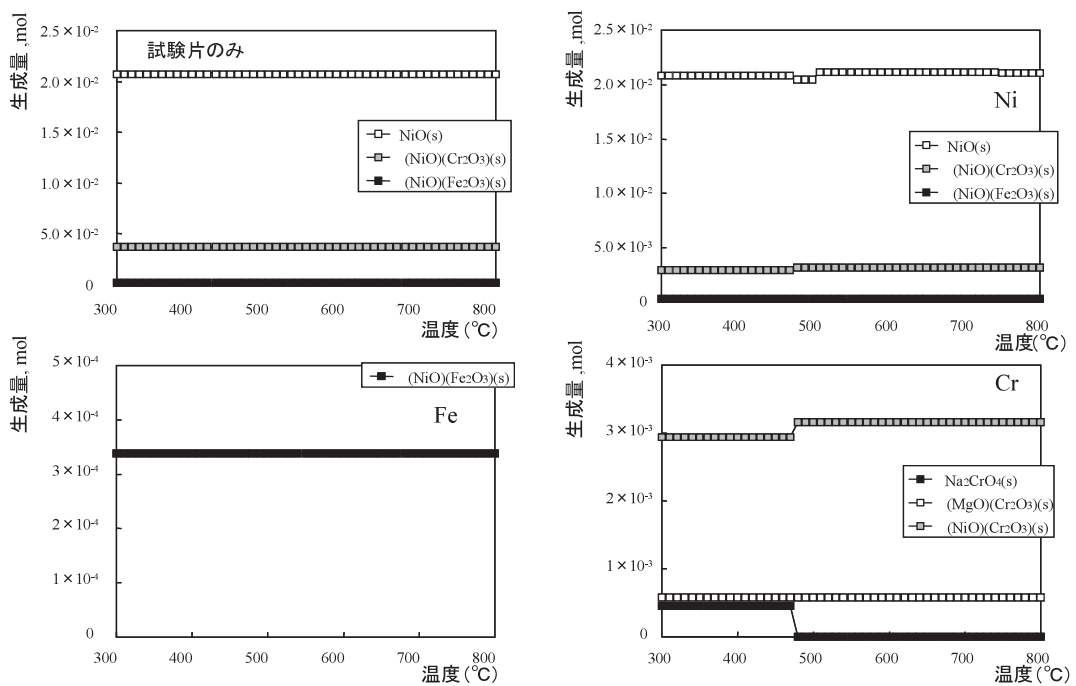 生成量 ,mol
2.5×10⁻²
2.0×10⁻²
1.5×10⁻²
1.0×10⁻²
5.0×10⁻²
0
試験片のみ
NiO(s)
(NiO)(Cr₂O₃)(s)
(NiO)(Fe₂O₃)(s)
300 400 500 600 700 800
温度(℃)
生成量 ,mol
2.5×10⁻²
2.0×10⁻²
1.5×10⁻²
1.0×10⁻²
5.0×10⁻³
0
Ni
NiO(s)
(NiO)(Cr₂O₃)(s)
(NiO)(Fe₂O₃)(s)
300 400 500 600 700 800
温度(℃)
生成量, mol
5×10⁻⁴
4×10⁻⁴
3×10⁻⁴
2×10⁻⁴
1×10⁻⁴
0
(NiO)(Fe₂O₃)(s)
Fe
300 400 500 600 700 800
温度(℃)
生成量 ,mol
4×10⁻³
3×10⁻³
2×10⁻³
1×10⁻³
0
Cr
Na₂CrO₄(s)
(MgO)(Cr₂O₃)(s)
(NiO)(Cr₂O₃)(s)
300 400 500 600 700 800
温度(℃)